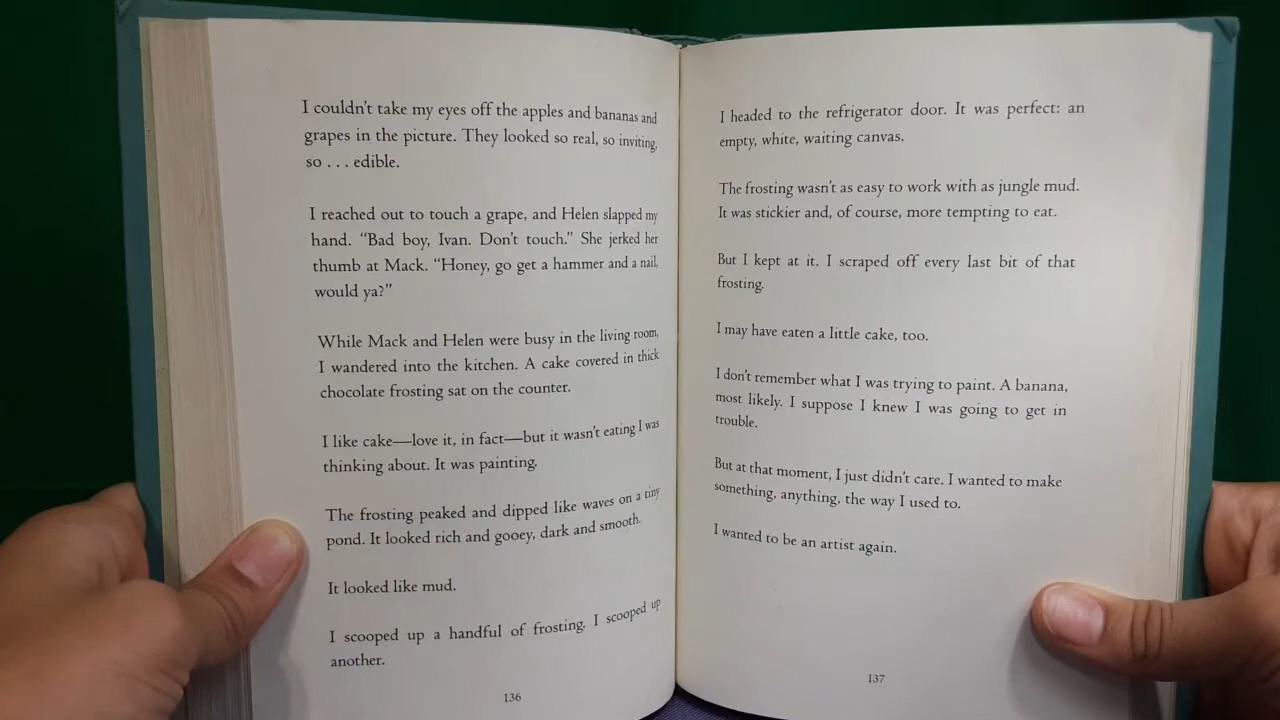 I couldn't take my eyes off the apples and bananas and
grapes in the picture. They looked so real, so inviting,
so . . . edible.
I reached out to touch a grape, and Helen slapped my
hand. “Bad boy, Ivan. Don't touch.” She jerked her
thumb at Mack. “Honey, go get a hammer and a nail,
would ya?”
While Mack and Helen were busy in the living room,
I wandered into the kitchen. A cake covered in thick
chocolate frosting sat on the counter.
I like cake—love it, in fact—but it wasn't eating I was
thinking about. It was painting.
The frosting peaked and dipped like waves on a tiny
pond. It looked rich and gooey, dark and smooth.
It looked like mud.
I scooped up a handful of frosting. I scooped up
another.
136
I headed to the refrigerator door. It was perfect: an
empty, white, waiting canvas.
The frosting wasn't as easy to work with as jungle mud.
It was stickier and, of course, more tempting to eat.
But I kept at it. I scraped off every last bit of that
frosting.
I may have eaten a little cake, too.
I don't remember what I was trying to paint. A banana,
most likely. I suppose I knew I was going to get in
trouble.
But at that moment, I just didn't care. I wanted to make
something, anything, the way I used to.
I wanted to be an artist again.
137